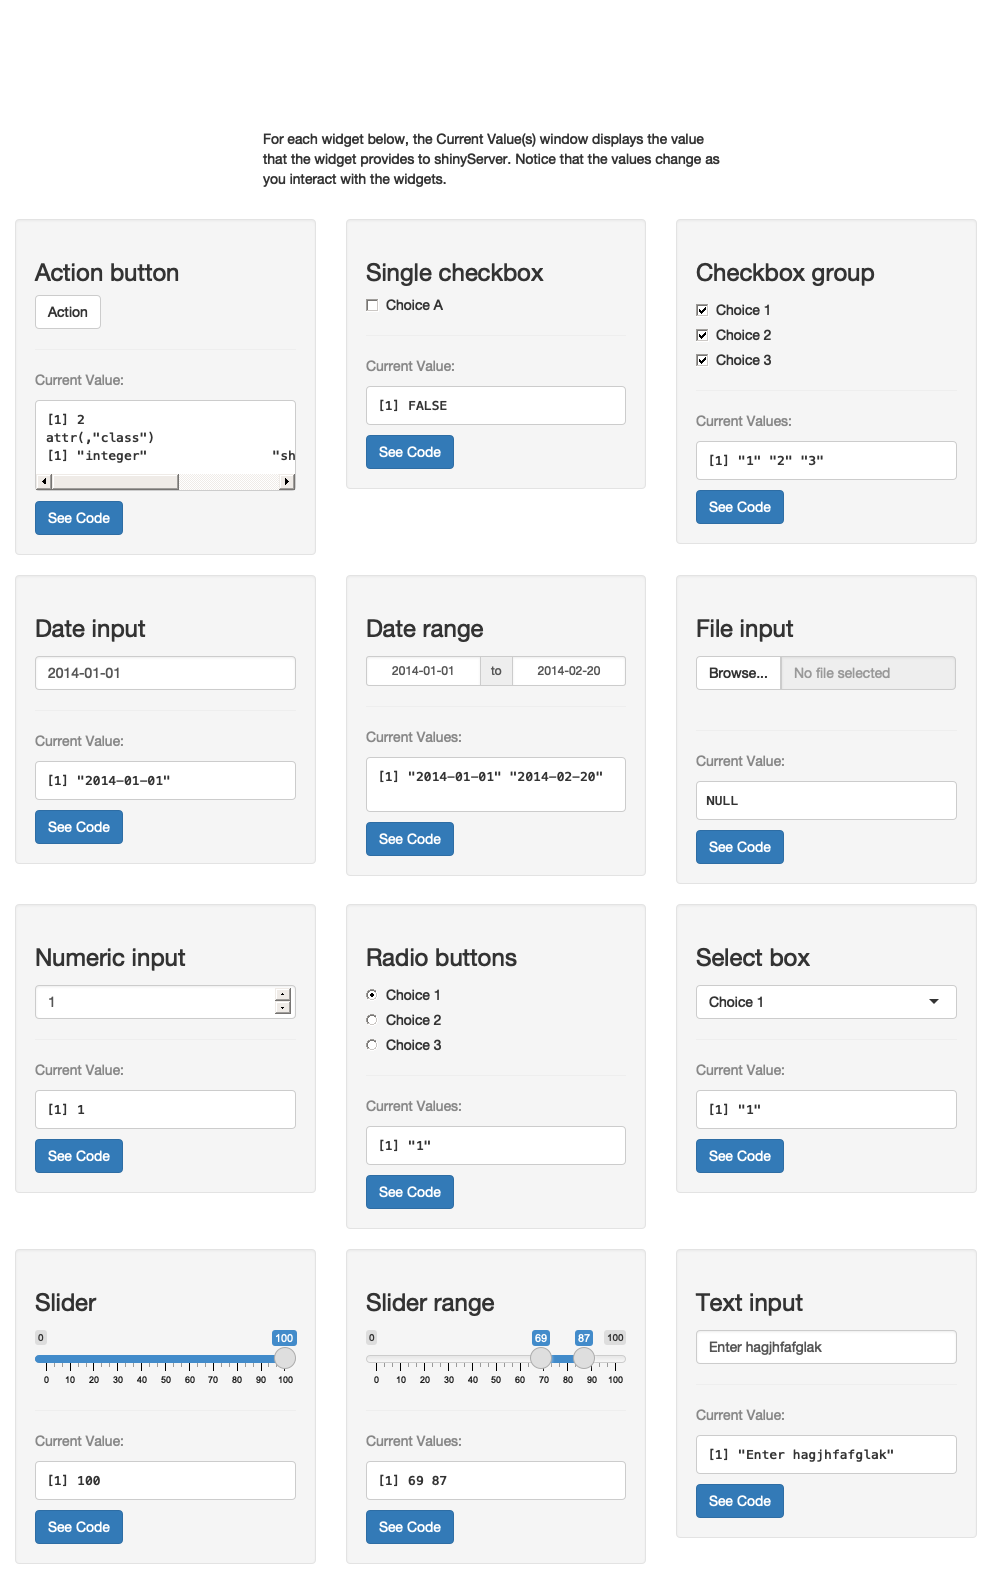 For each widget below, the Current Value(s) window displays the value
that the widget provides to shinyServer. Notice that the values change as
you interact with the widgets.
Action button
Action
Current Value:
[1] 2
attr(,"class")
[1] "integer" "sh
See Code
Single checkbox
Choice A
Current Value:
[1] FALSE
See Code
Checkbox group
Choice 1
Choice 2
Choice 3
Current Values:
[1] "1" "2" "3"
See Code
Date input
2014-01-01
Current Value:
[1] "2014-01-01"
See Code
Date range
2014-01-01 to 2014-02-20
Current Values:
[1] "2014-01-01" "2014-02-20"
See Code
File input
Browse... No file selected
Current Value:
NULL
See Code
Numeric input
1
Current Value:
[1] 1
See Code
Radio buttons
Choice 1
Choice 2
Choice 3
Current Values:
[1] "1"
See Code
Select box
Choice 1
Current Value:
[1] "1"
See Code
Slider
0 100
0 10 20 30 40 50 60 70 80 90 100
Current Value:
[1] 100
See Code
Slider range
0 69 87 100
0 10 20 30 40 50 60 70 80 90 100
Current Values:
[1] 69 87
See Code
Text input
Enter hagjhfafglak
Current Value:
[1] "Enter hagjhfafglak"
See Code